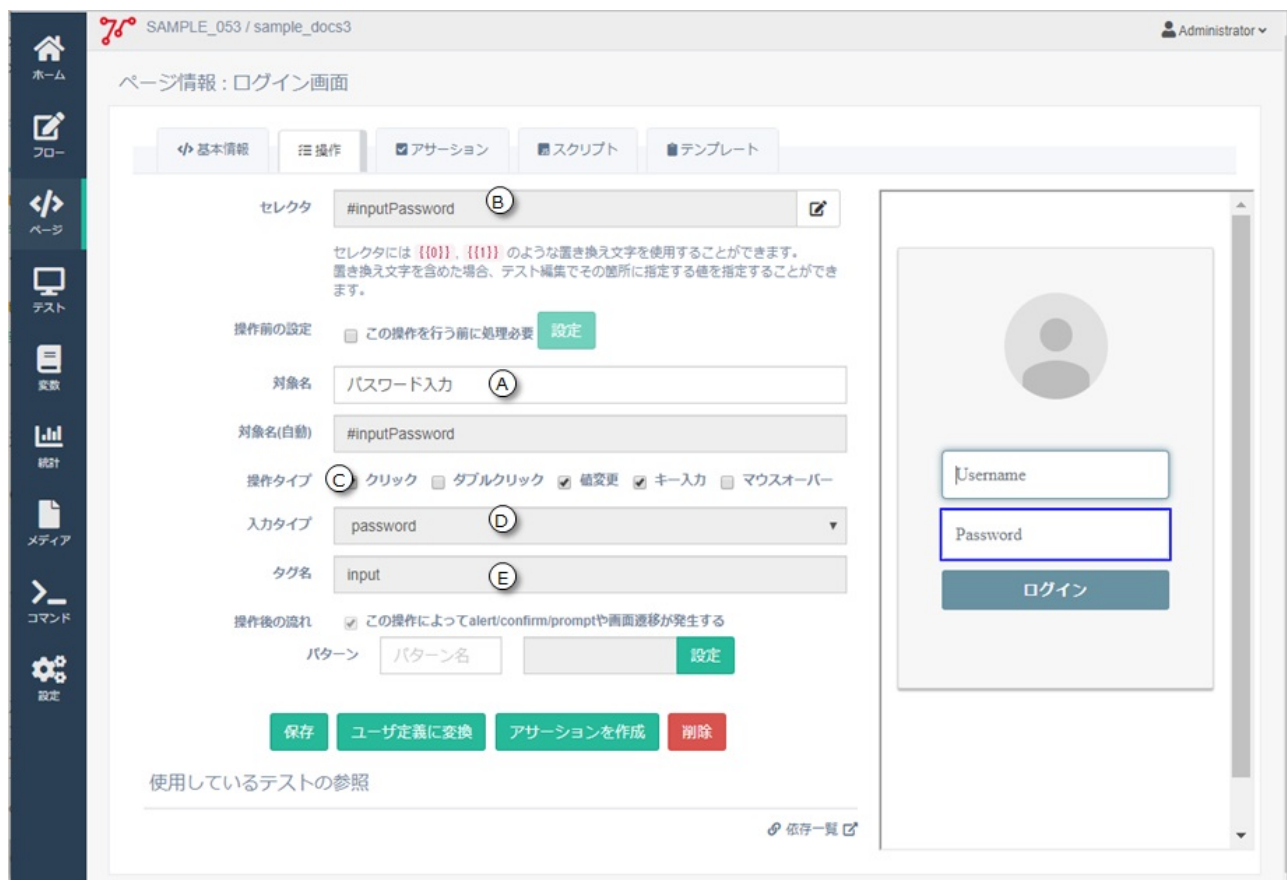 SAMPLE_053 / sample_docs3
Administrator
ホーム
フロー
ページ
テスト
変数
統計
メディア
コマンド
設定
ページ情報 : ログイン画面
基本情報
操作
アサーション
スクリプト
テンプレート
セレクタ #inputPassword B
セレクタには {{0}} , {{1}} のような置き換え文字を使用することができます。
置き換え文字を含めた場合、テスト編集でその箇所に指定する値を指定することができ
ます。
操作前の設定 この操作を行う前に処理必要 設定
対象名 パスワード入力 A
対象名(自動) #inputPassword
操作タイプ C クリック ダブルクリック 値変更 キー入力 マウスオーバー
入力タイプ password D
タグ名 input E
操作後の流れ この操作によってalert/confirm/promptや画面遷移が発生する
パターン パターン名 設定
保存 ユーザ定義に変換 アサーションを作成 削除
使用しているテストの参照
依存一覧
Username
Password
ログイン